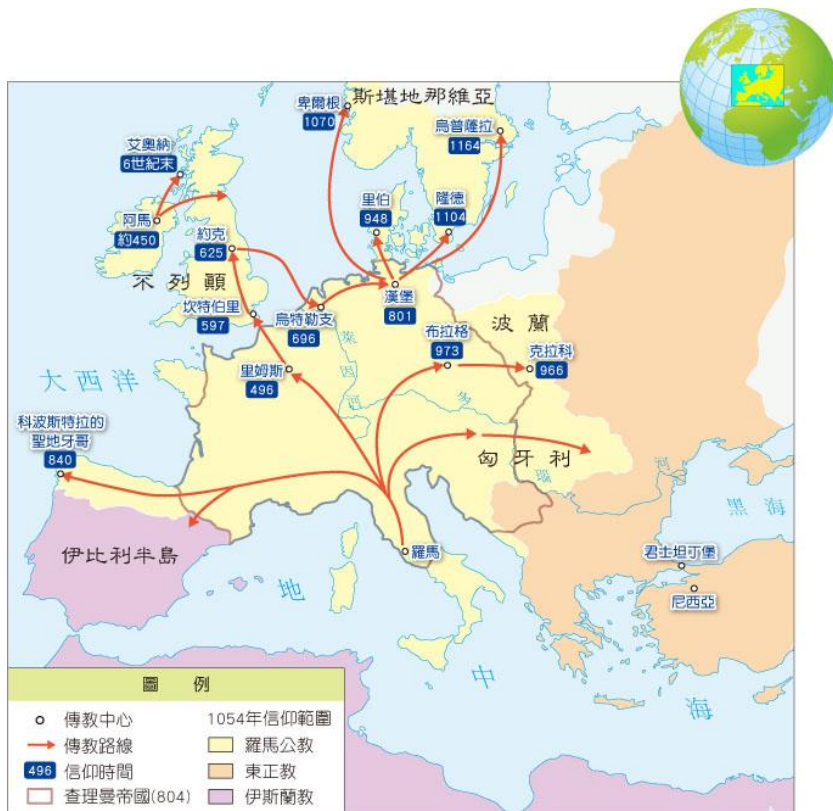 斯堪地那維亞
卑爾根
1070
烏普薩拉
1164
艾奧納
6世紀末
里伯
948
隆德
1104
阿馬
約450
約克
625
不列顛
漢堡
801
坎特伯里
597
烏特勒支
696
萊因河
波蘭
布拉格
973
克拉科
966
里姆斯
496
大西洋
多瑙河
科波斯特拉的
聖地牙哥
840
匈牙利
黑海
伊比利半島
羅馬
君士坦丁堡
尼西亞
地中海
圖例
傳教中心
傳教路線
496 信仰時間
查理曼帝國(804)
1054年信仰範圍
羅馬公教
東正教
伊斯蘭教